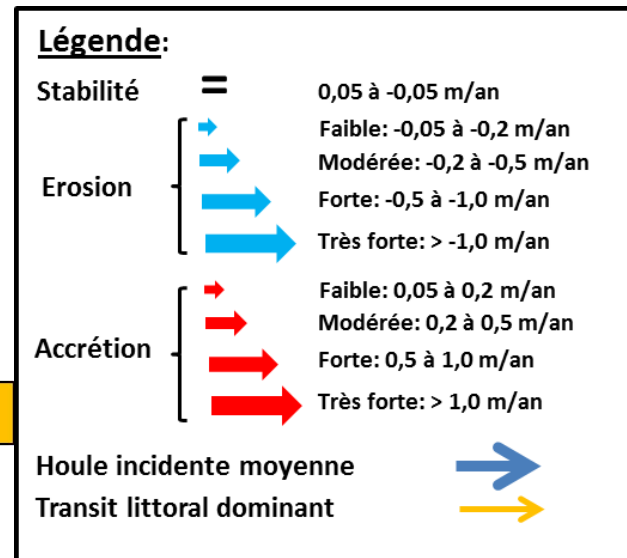 Légende:
Stabilité = 0,05 à -0,05 m/an
Erosion
Faible: -0,05 à -0,2 m/an
Modérée: -0,2 à -0,5 m/an
Forte: -0,5 à -1,0 m/an
Très forte: > -1,0 m/an
Accrétion
Faible: 0,05 à 0,2 m/an
Modérée: 0,2 à 0,5 m/an
Forte: 0,5 à 1,0 m/an
Très forte: > 1,0 m/an
Houle incidente moyenne
Transit littoral dominant